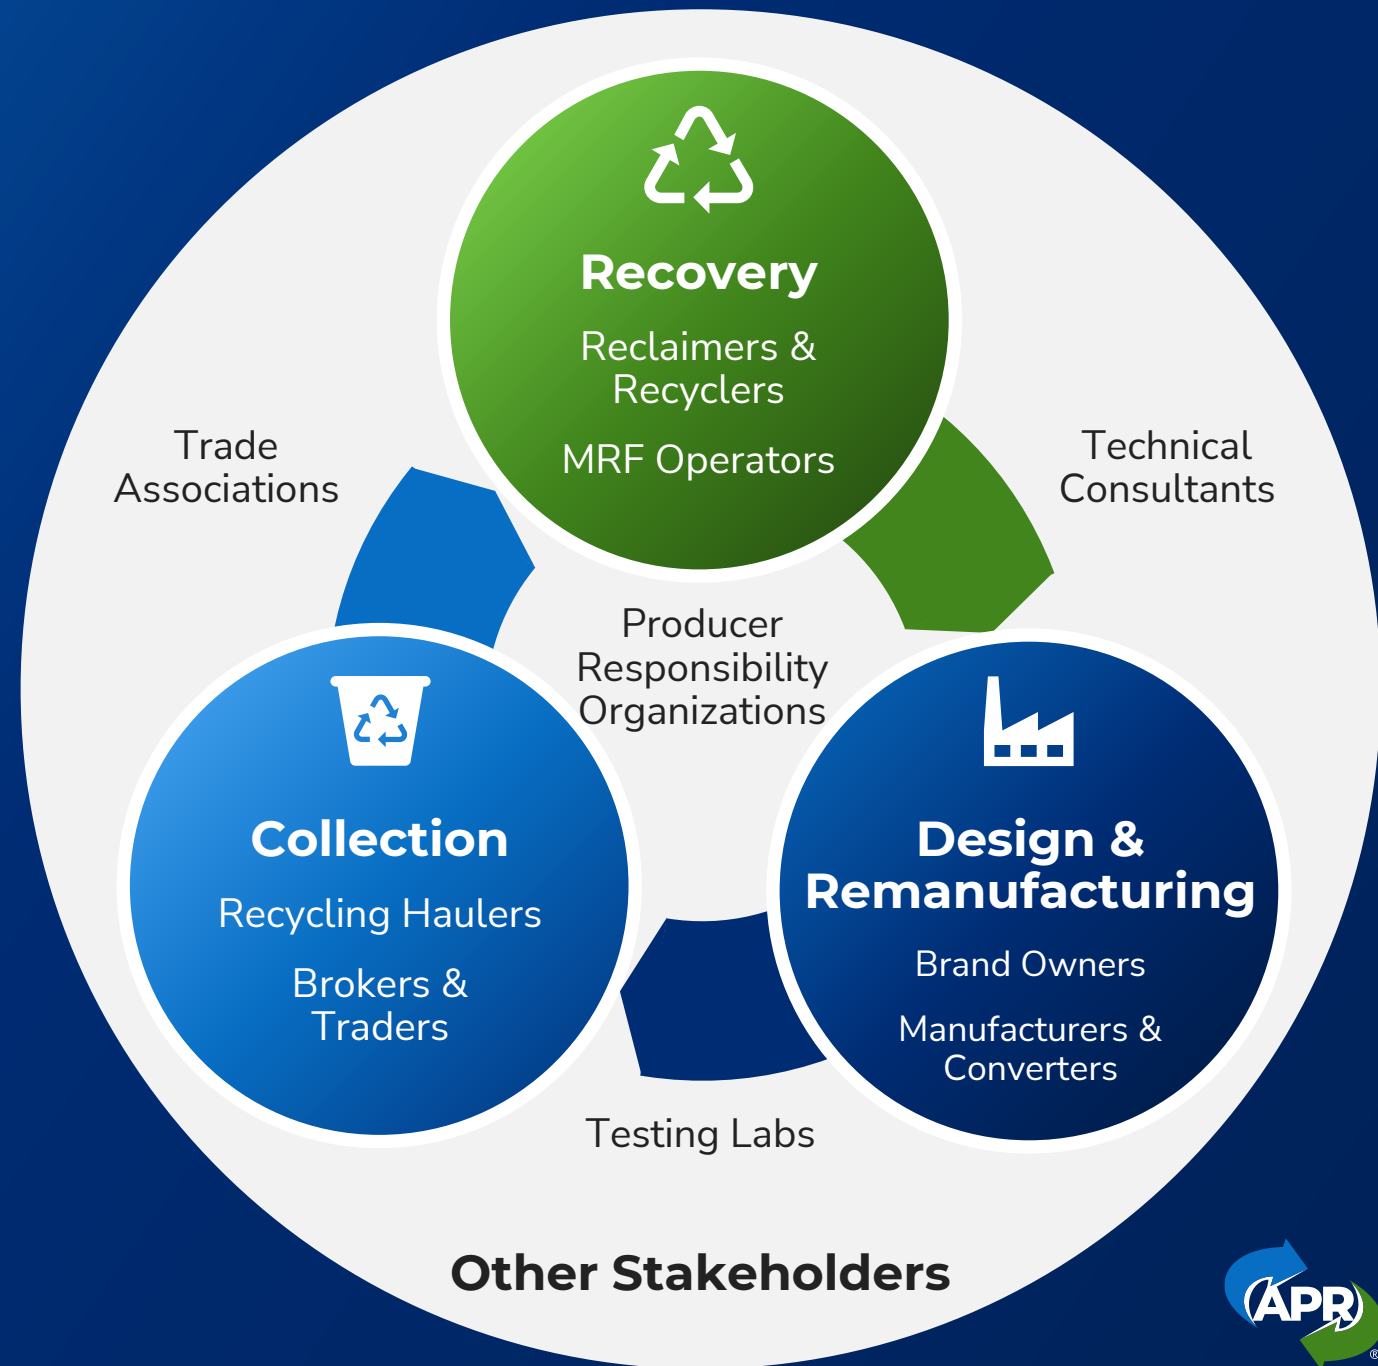 Recovery
Reclaimers &
Recyclers
MRF Operators
Trade
Associations
Technical
Consultants
Producer
Responsibility
Organizations
Collection
Recycling Haulers
Brokers &
Traders
Design &
Remanufacturing
Brand Owners
Manufacturers &
Converters
Testing Labs
Other Stakeholders
APR
®